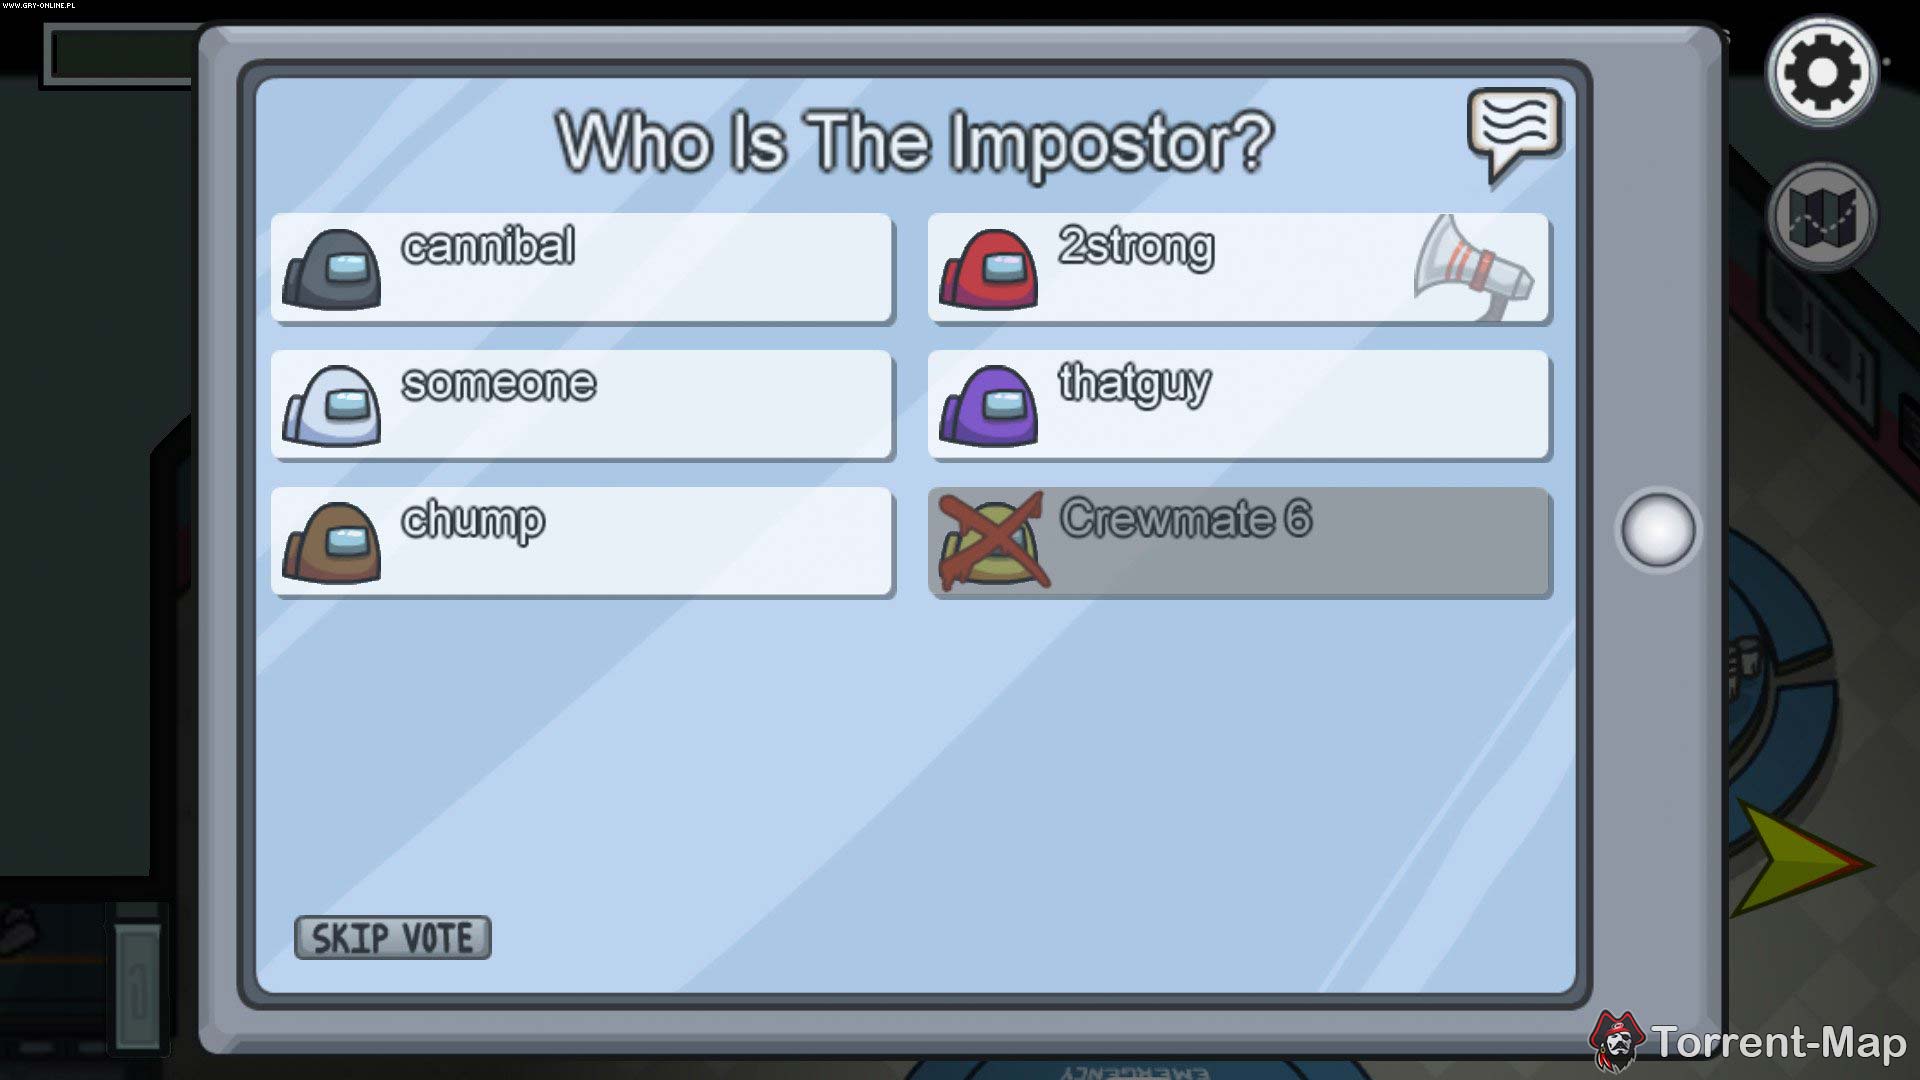 WWW.GRY-ONLINE.PL
Who Is The Impostor?
cannibal
2strong
someone
thatguy
chump
Crewmate 6
SKIP VOTE
EMERGENCY
Torrent-Map